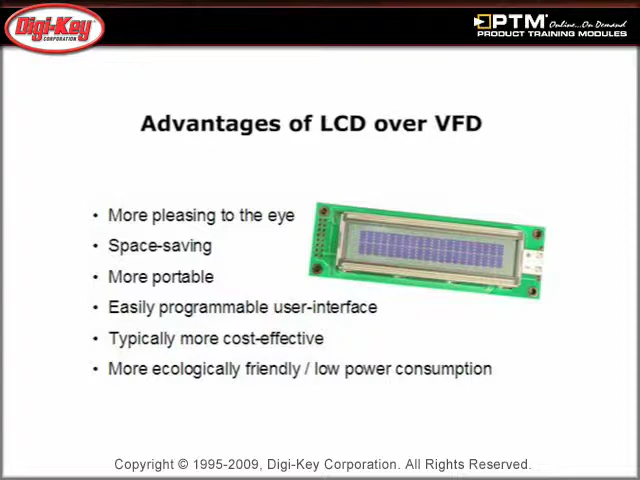 Digi-Key
CORPORATION
PTM Online...On Demand
PRODUCT TRAINING MODULES
Advantages of LCD over VFD
• More pleasing to the eye
• Space-saving
• More portable
• Easily programmable user-interface
• Typically more cost-effective
• More ecologically friendly / low power consumption
Copyright © 1995-2009, Digi-Key Corporation. All Rights Reserved.